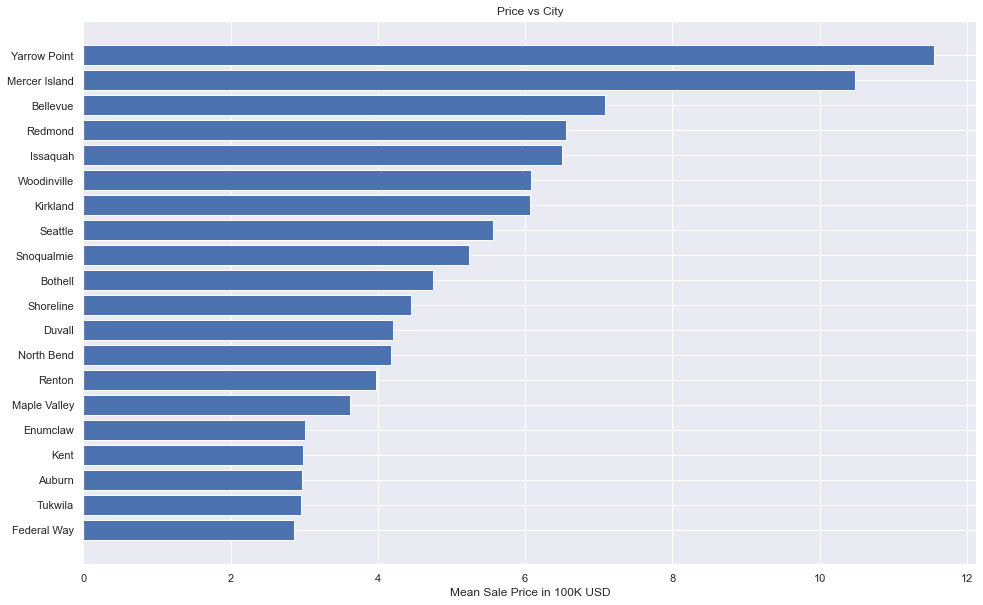 Price vs City
Yarrow Point
Mercer Island
Bellevue
Redmond
Issaquah
Woodinville
Kirkland
Seattle
Snoqualmie
Bothell
Shoreline
Duvall
North Bend
Renton
Maple Valley
Enumclaw
Kent
Auburn
Tukwila
Federal Way
0 2 4 6 8 10 12
Mean Sale Price in 100K USD